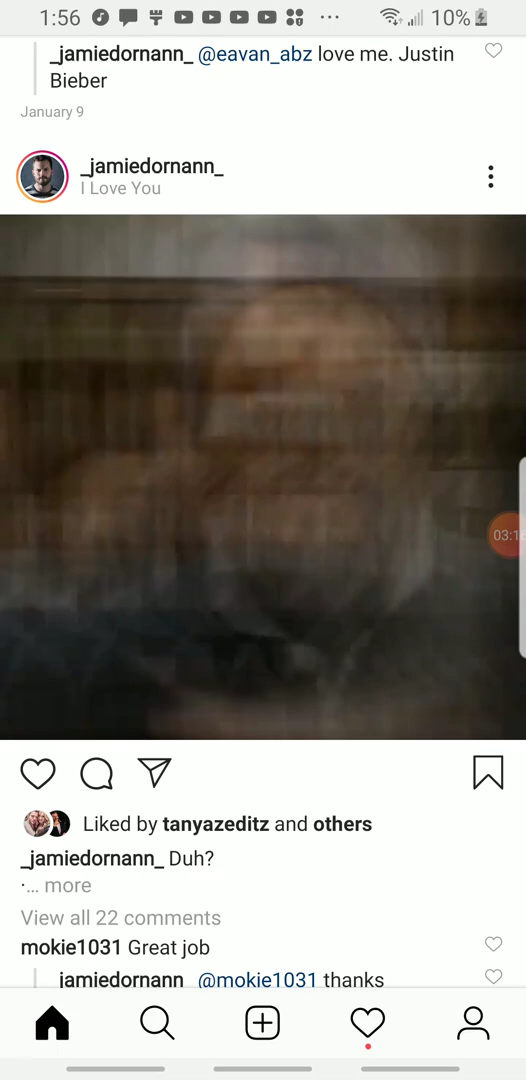 1:56 10%
_jamiedornann_ @eavan_abz love me. Justin
Bieber
January 9
_jamiedornann_
I Love You
03:1
Liked by tanyazeditz and others
_jamiedornann_ Duh?
·... more
View all 22 comments
mokie1031 Great job
jamiedornann @mokie1031 thanks